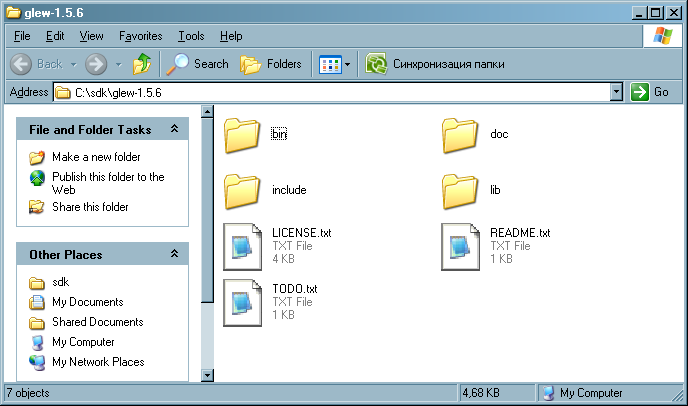 glew-1.5.6
File Edit View Favorites Tools Help
Back Search Folders Синхронизация папки
Address C:\sdk\glew-1.5.6 Go
File and Folder Tasks
Make a new folder
Publish this folder to the
Web
Share this folder
Other Places
sdk
My Documents
Shared Documents
My Computer
My Network Places
bin
doc
include
lib
LICENSE.txt
TXT File
4 KB
README.txt
TXT File
1 KB
TODO.txt
TXT File
1 KB
7 objects 4,68 KB My Computer